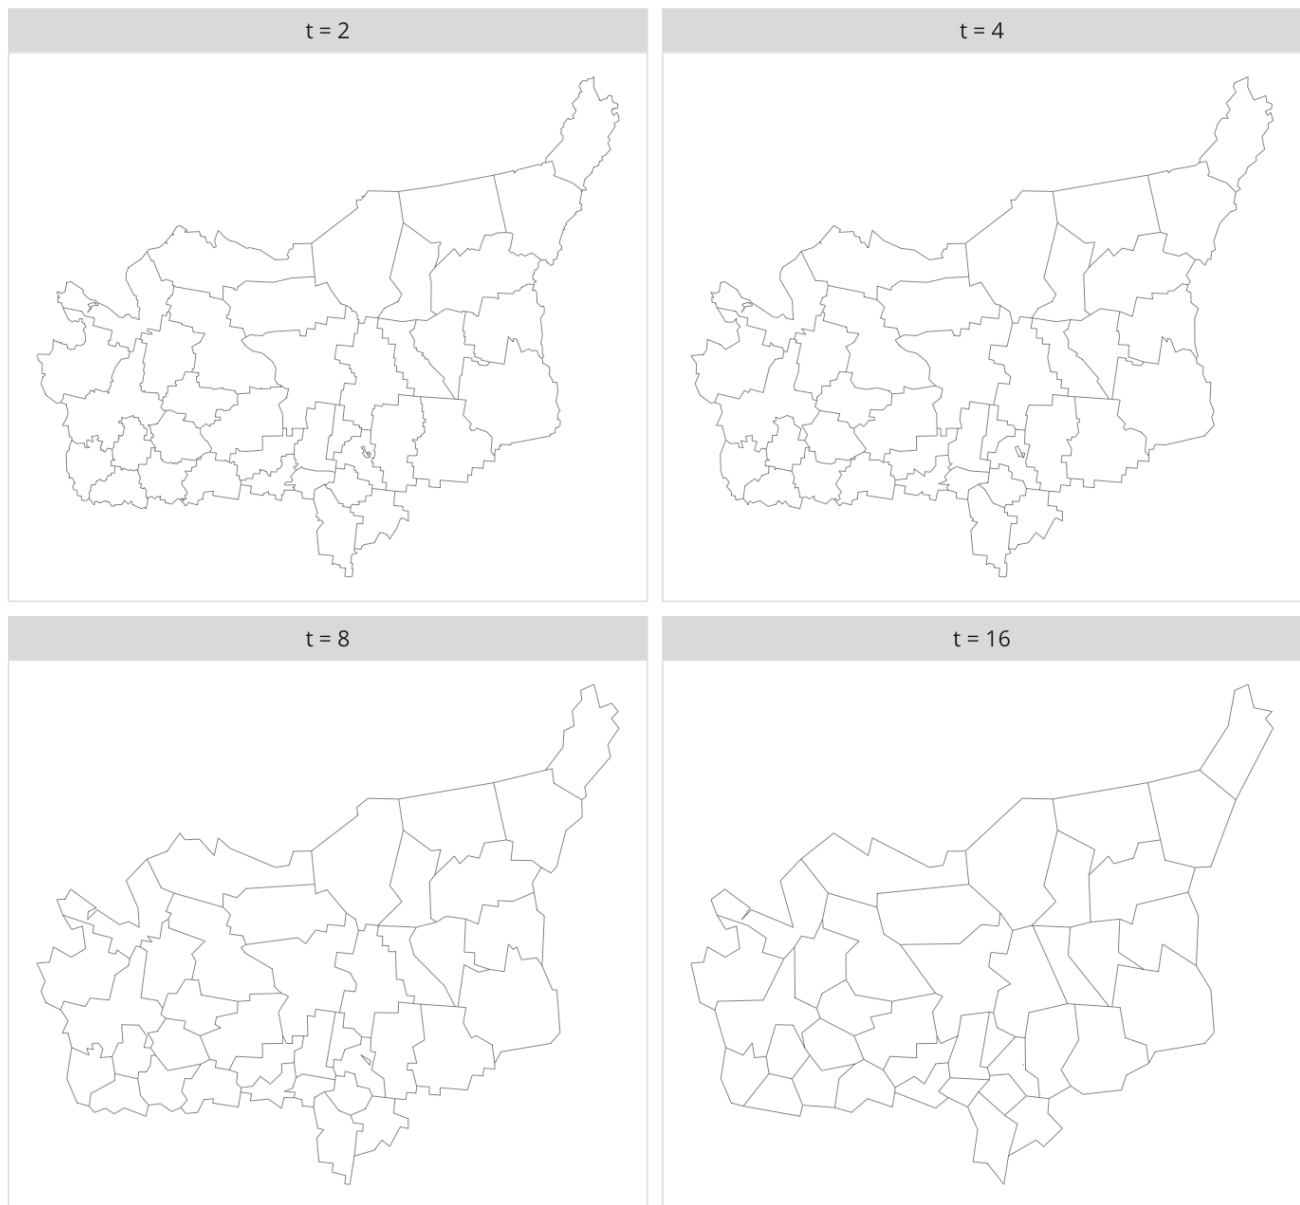 t = 2
t = 4
t = 8
t = 16